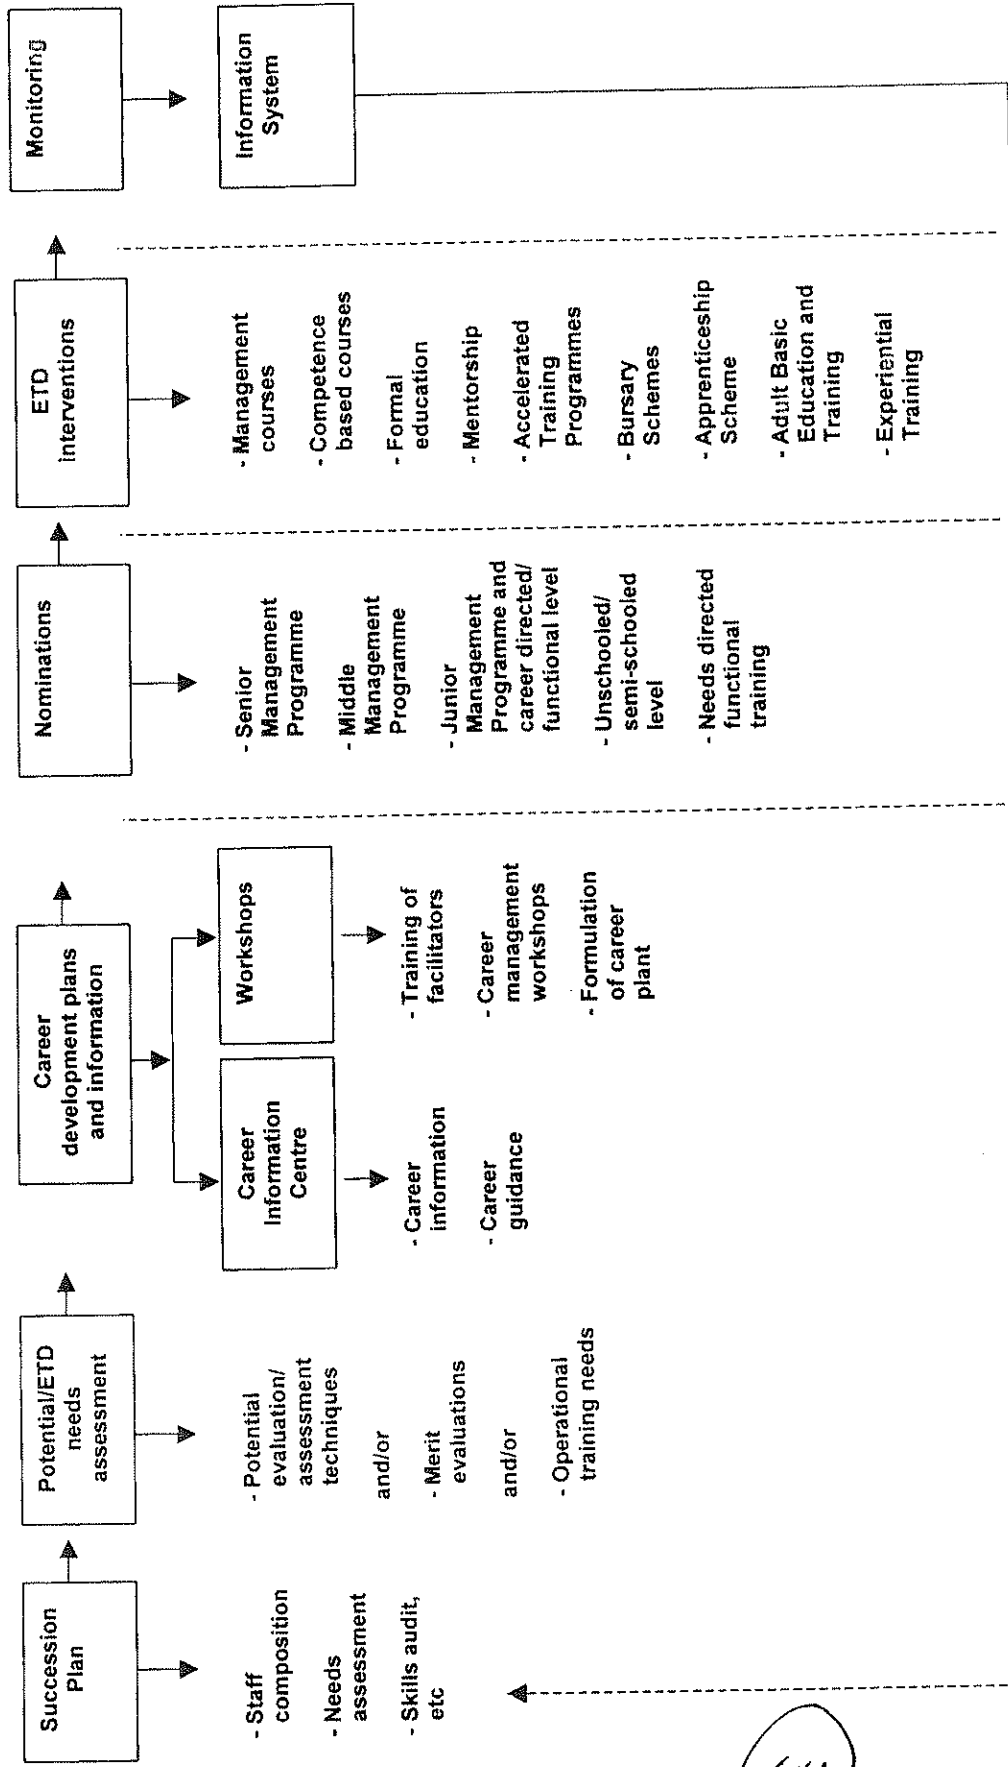 Succession
Plan
- Staff
composition
- Needs
assessment
- Skills audit,
etc
Potential/ETD
needs
assessment
- Potential
evaluation/
assessment
techniques
and/or
- Merit
evaluations
and/or
- Operational
training needs
Career
development plans
and information
Career
Information
Centre
- Career
information
- Career
guidance
Workshops
- Training of
facilitators
- Career
management
workshops
- Formulation
of career
plant
Nominations
- Senior
Management
Programme
- Middle
Management
Programme
- Junior
Management
Programme and
career directed/
functional level
- Unschooled/
semi-schooled
level
- Needs directed
functional
training
ETD
interventions
- Management
courses
- Competence
based courses
- Formal
education
- Mentorship
- Accelerated
Training
Programmes
- Bursary
Schemes
- Apprenticeship
Scheme
- Adult Basic
Education and
Training
- Experiential
Training
Monitoring
Information
System